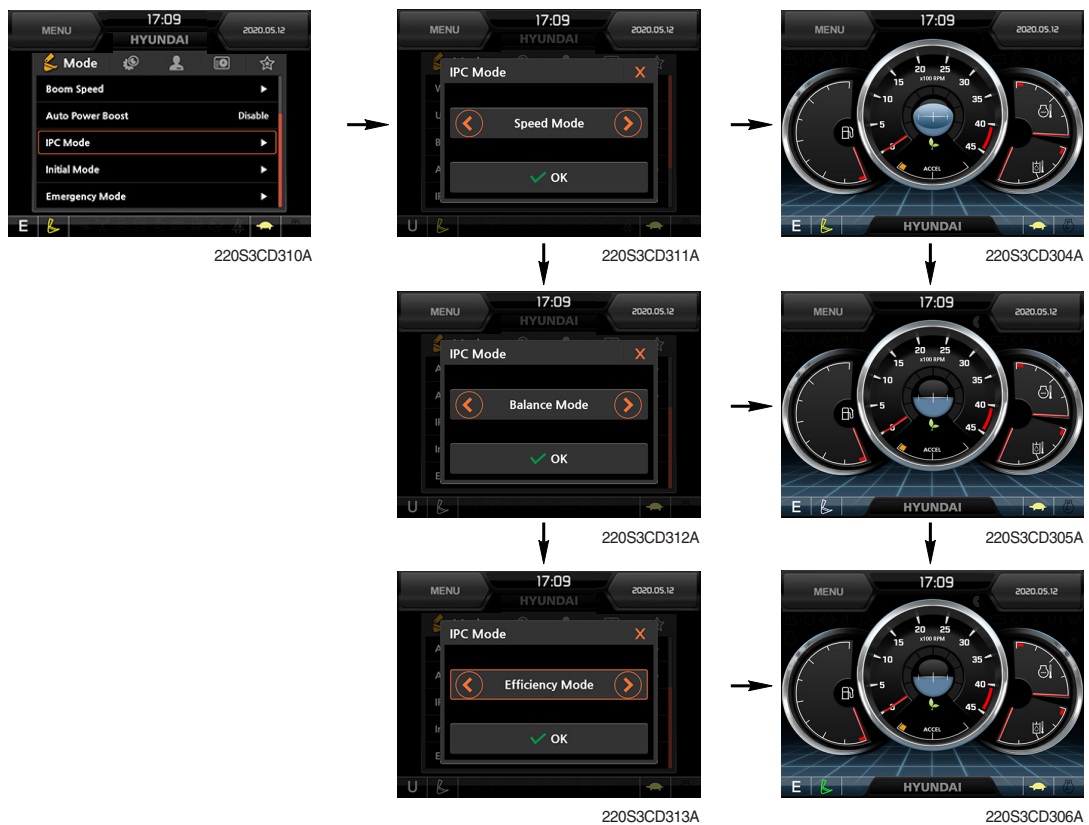 17:09
MENU
HYUNDAI
2020.05.12
Mode
Boom Speed
Auto Power Boost Disable
IPC Mode
Initial Mode
Emergency Mode
E
220S3CD310A
17:09
MENU
HYUNDAI
2020.05.12
IPC Mode X
Speed Mode
OK
U
220S3CD311A
17:09
MENU
HYUNDAI
2020.05.12
IPC Mode X
Balance Mode
OK
U
220S3CD312A
17:09
MENU
HYUNDAI
2020.05.12
IPC Mode X
Efficiency Mode
OK
U
220S3CD313A
17:09
MENU
2020.05.12
20 25
x100 RPM
15 30
10 35
5 40
0 45
ACCEL
E HYUNDAI
220S3CD304A
17:09
MENU
2020.05.12
20 25
x100 RPM
15 30
10 35
5 40
0 45
ACCEL
E HYUNDAI
220S3CD305A
17:09
MENU
2020.05.12
20 25
x100 RPM
15 30
10 35
5 40
0 45
ACCEL
E HYUNDAI
220S3CD306A